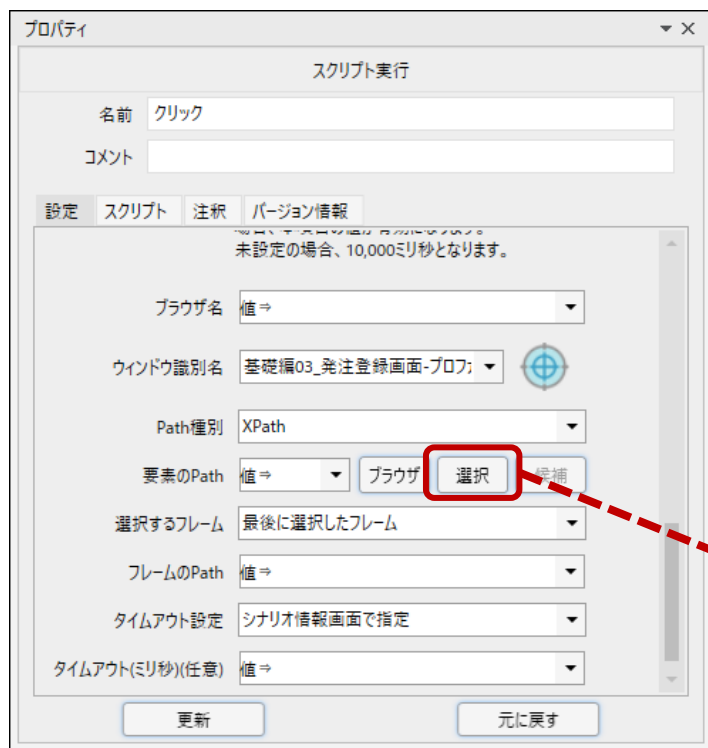 プロパティ
スクリプト実行
名前 クリック
コメント
設定 スクリプト 注釈 バージョン情報
未設定の場合、10,000ミリ秒となります。
ブラウザ名 値⇒
ウィンドウ識別名 基礎編03_発注登録画面-プロフ
Path種別 XPath
要素のPath 値⇒ ブラウザ 選択 候補
選択するフレーム 最後に選択したフレーム
フレームのPath 値⇒
タイムアウト設定 シナリオ情報画面で指定
タイムアウト(ミリ秒)(任意) 値⇒
更新 元に戻す